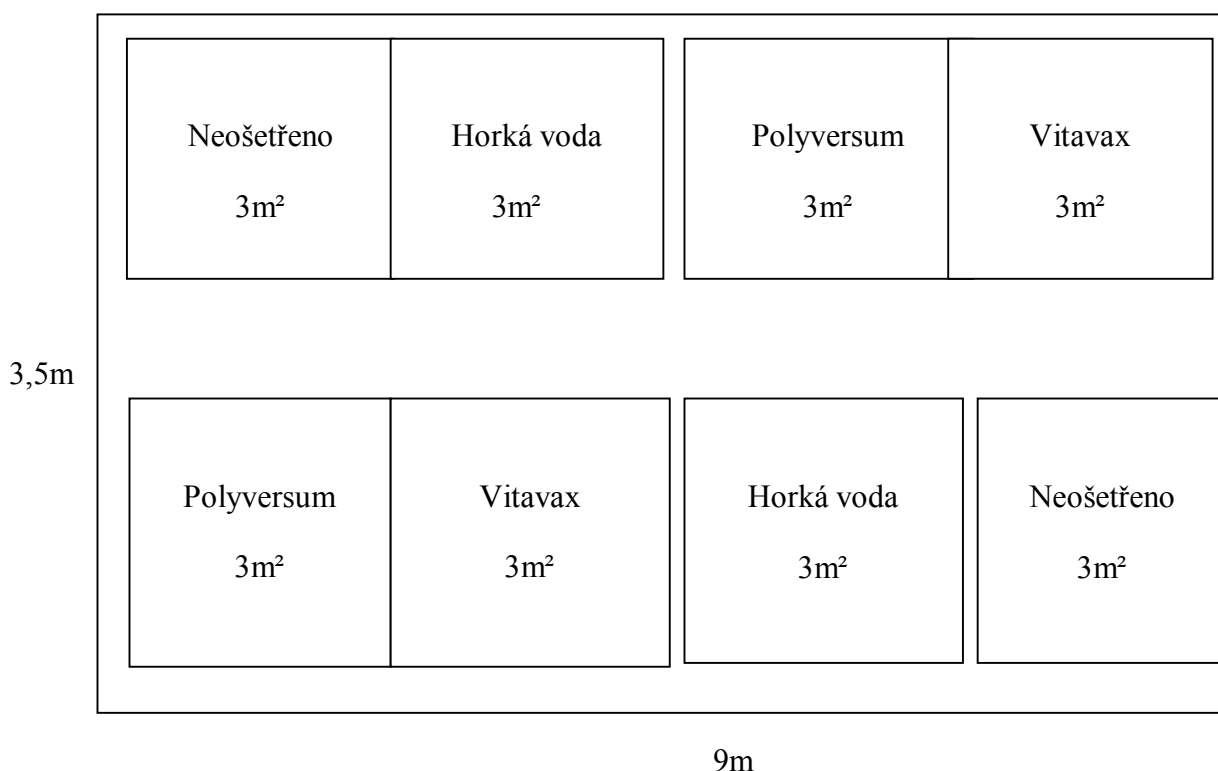 Neošetřeno
3m²
Horká voda
3m²
Polyversum
3m²
Vitavax
3m²
3,5m
Polyversum
3m²
Vitavax
3m²
Horká voda
3m²
Neošetřeno
3m²
9m